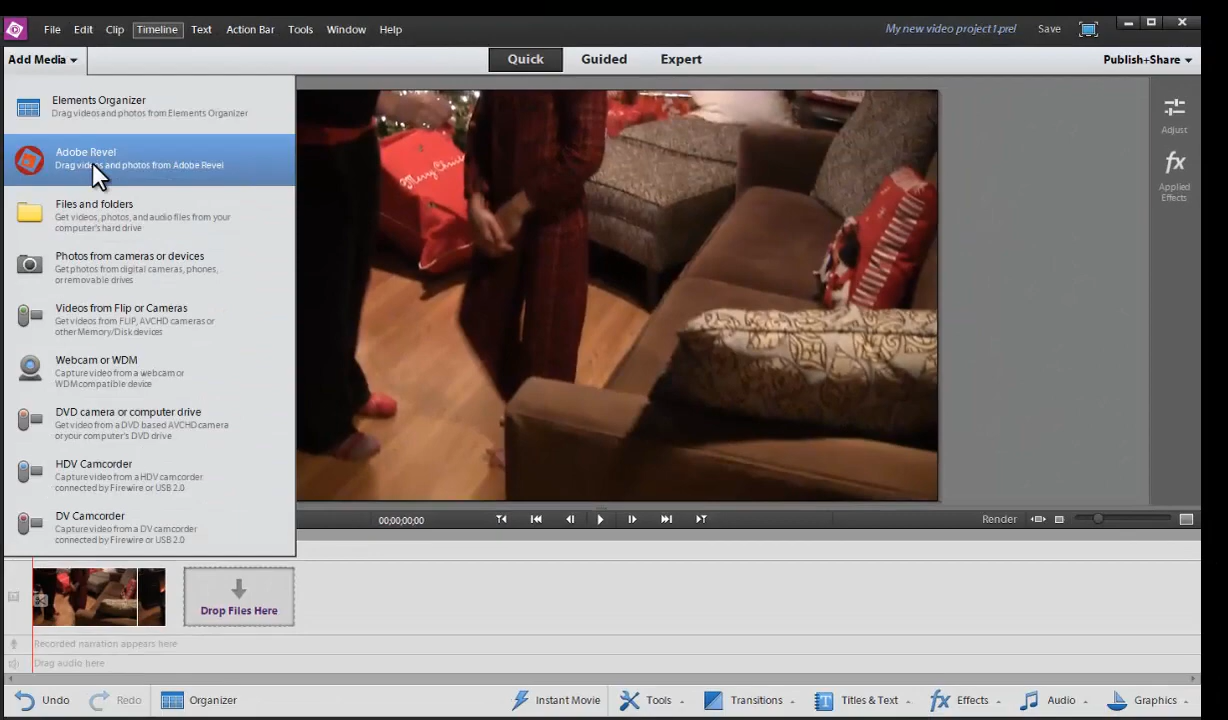 File Edit Clip Timeline Text Action Bar Tools Window Help
My new video project1.prel Save
Add Media
Quick Guided Expert
Publish+Share
Elements Organizer
Drag videos and photos from Elements Organizer
Adobe Revel
Drag videos and photos from Adobe Revel
Files and folders
Get videos, photos, and audio files from your
computer's hard drive
Photos from cameras or devices
Get photos from digital cameras, phones,
or removable drives
Videos from Flip or Cameras
Get videos from FLIP, AVCHD cameras or
other Memory/Disk devices
Webcam or WDM
Capture video from a webcam or
WDM compatible device
DVD camera or computer drive
Get video from a DVD based AVCHD camera
or your computer's DVD drive
HDV Camcorder
Capture video from a HDV camcorder
connected by Firewire or USB 2.0
DV Camcorder
Capture video from a DV camcorder
connected by Firewire or USB 2.0
Merry
Adjust
fx
Applied
Effects
00;00;00;00
Render
Drop Files Here
Recorded narration appears here
Drag audio here
Undo Redo Organizer Instant Movie Tools Transitions Titles & Text fx Effects Audio Graphics